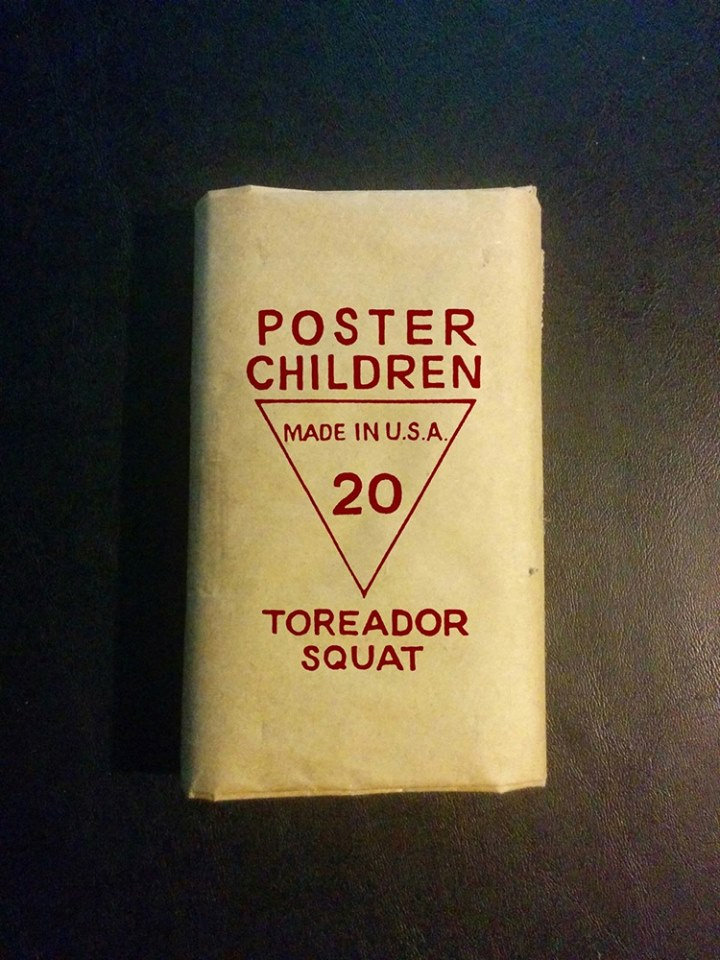 POSTER
CHILDREN
MADE IN U.S.A.
20
TOREADOR
SQUAT